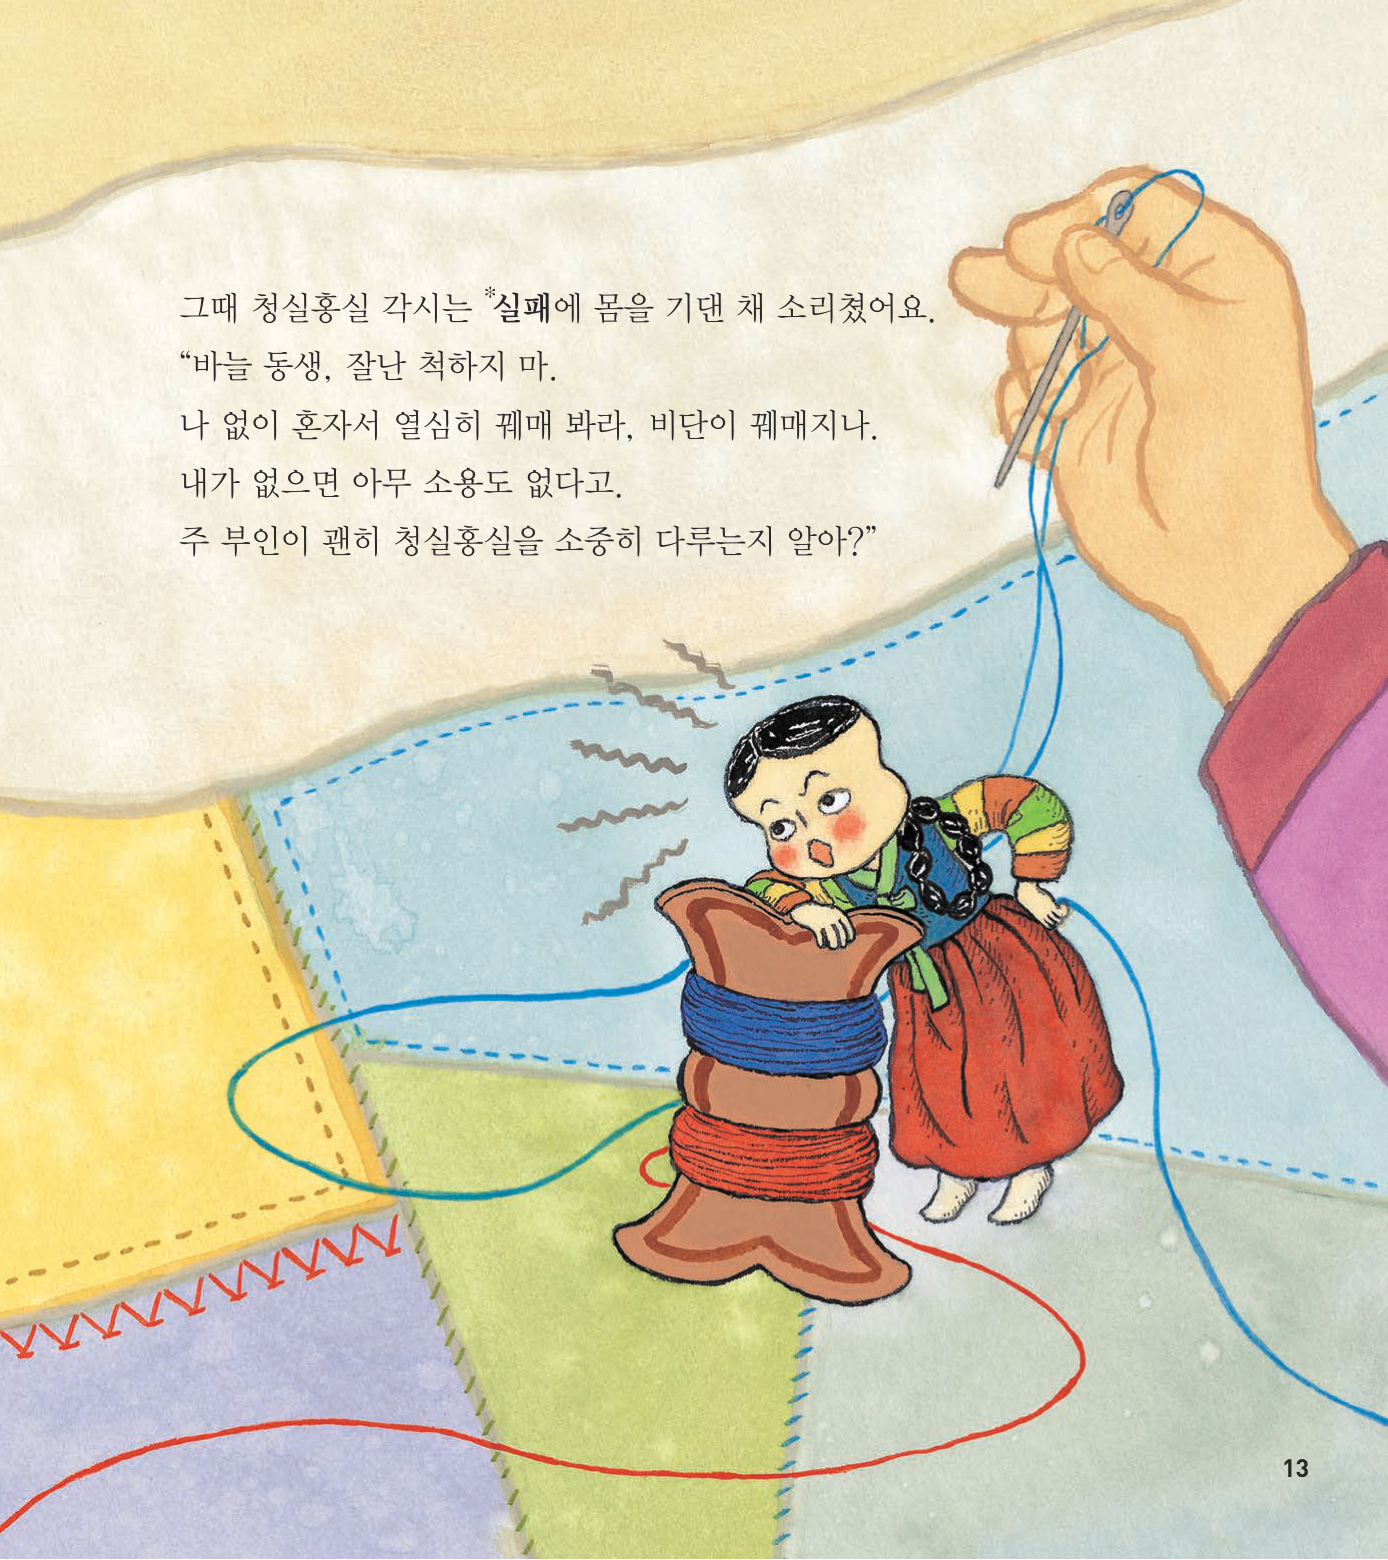 그때 청실홍실 각시는 *실패에 몸을 기댄 채 소리쳤어요.
“바늘 동생, 잘난 척하지 마.
나 없이 혼자서 열심히 꿰매 봐라, 비단이 꿰매지나.
내가 없으면 아무 소용도 없다고.
주 부인이 괜히 청실홍실을 소중히 다루는지 알아?”
13